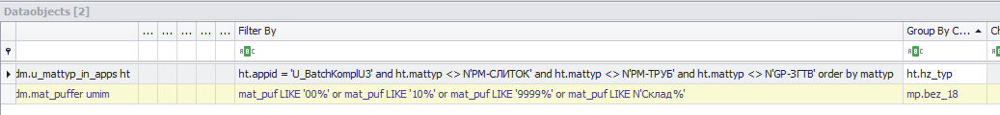 Dataobjects [2]
... ... ... ... ... Filter By Group By C... Ch
ABC ABC
dm.u_mattyp_in_apps ht ht.appid = 'U_BatchKomplU3' and ht.mattyp <> N'PM-СЛИТОК' and ht.mattyp <> N'PM-ТРУБ' and ht.mattyp <> N'GP-ЗГТВ' order by mattyp ht.hz_typ
dm.mat_puffer umim mat_puf LIKE '00%' or mat_puf LIKE '10%' or mat_puf LIKE '9999%' or mat_puf LIKE N'Склад%' mp.bez_18